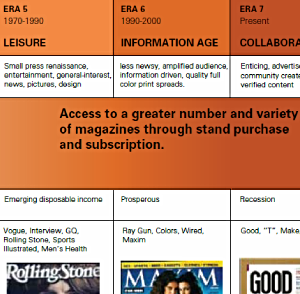 ERA 5
1970-1990
LEISURE
Small press renaissance,
entertainment, general-interest,
news, pictures, design
ERA 6
1990-2000
INFORMATION AGE
less newsy, amplified audience,
information driven, quality full
color print spreads.
ERA 7
Present
COLLABORA
Enticing, advertise
community create
verified content
Access to a greater number and variety
of magazines through stand purchase
and subscription.
Emerging disposable income
Prosperous
Recession
Vogue, Interview, GQ,
Rolling Stone, Sports
Illustrated, Men's Health
Ray Gun, Colors, Wired,
Maxim
Good, "T", Make
RollingStone
MAXIM
GOOD